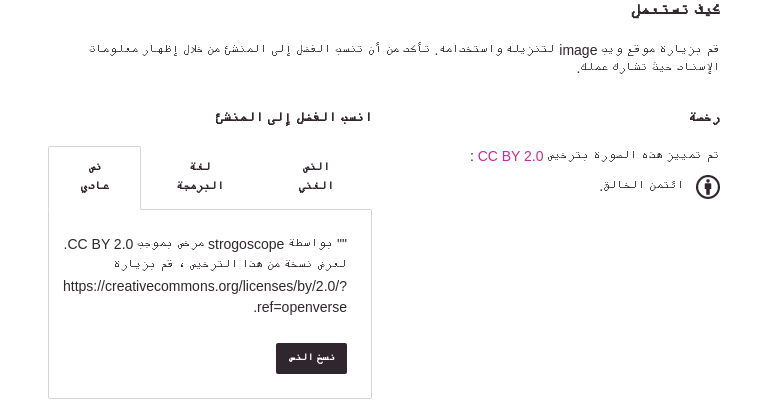 كيف تستعمل
قم بزيارة موقع ويب image لتنزيله واستخدامه. تأكد من أن تنسب الفضل إلى المنشئ من خلال إظهار معلومات
الإسناد حيث تشارك عملك.
رخصة
تم تمييز هذه الصورة بترخيص CC BY 2.0 :
ائتمن الخالق.
انسب الفضل إلى المنشئ
النص الغني
لغة البرمجة
نص عادي
"" بواسطة strogoscope مرخص بموجب CC BY 2.0.
لعرض نسخة من هذا الترخيص ، قم بزيارة
https://creativecommons.org/licenses/by/2.0/?
ref=openverse.
نسخ النص